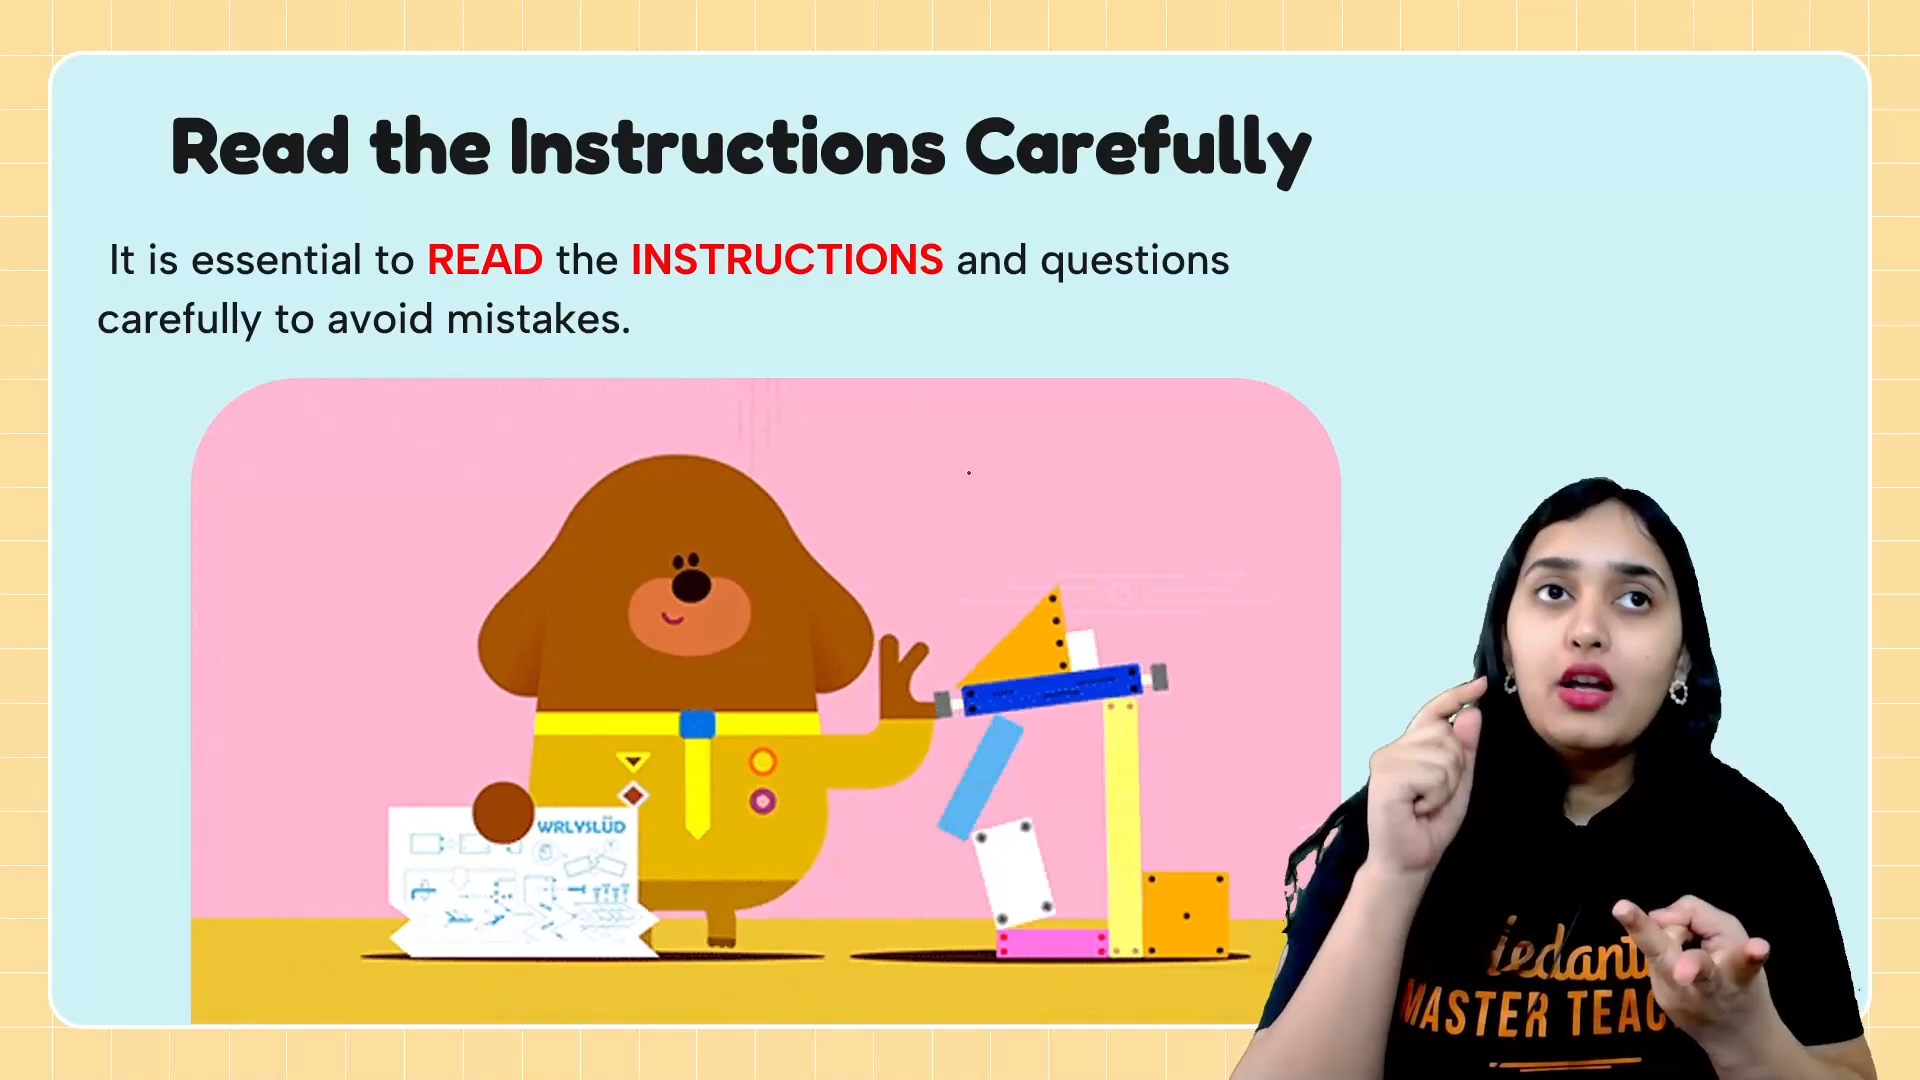 Read the Instructions Carefully
It is essential to READ the INSTRUCTIONS and questions
carefully to avoid mistakes.
WRLYSLÜD
MASTER